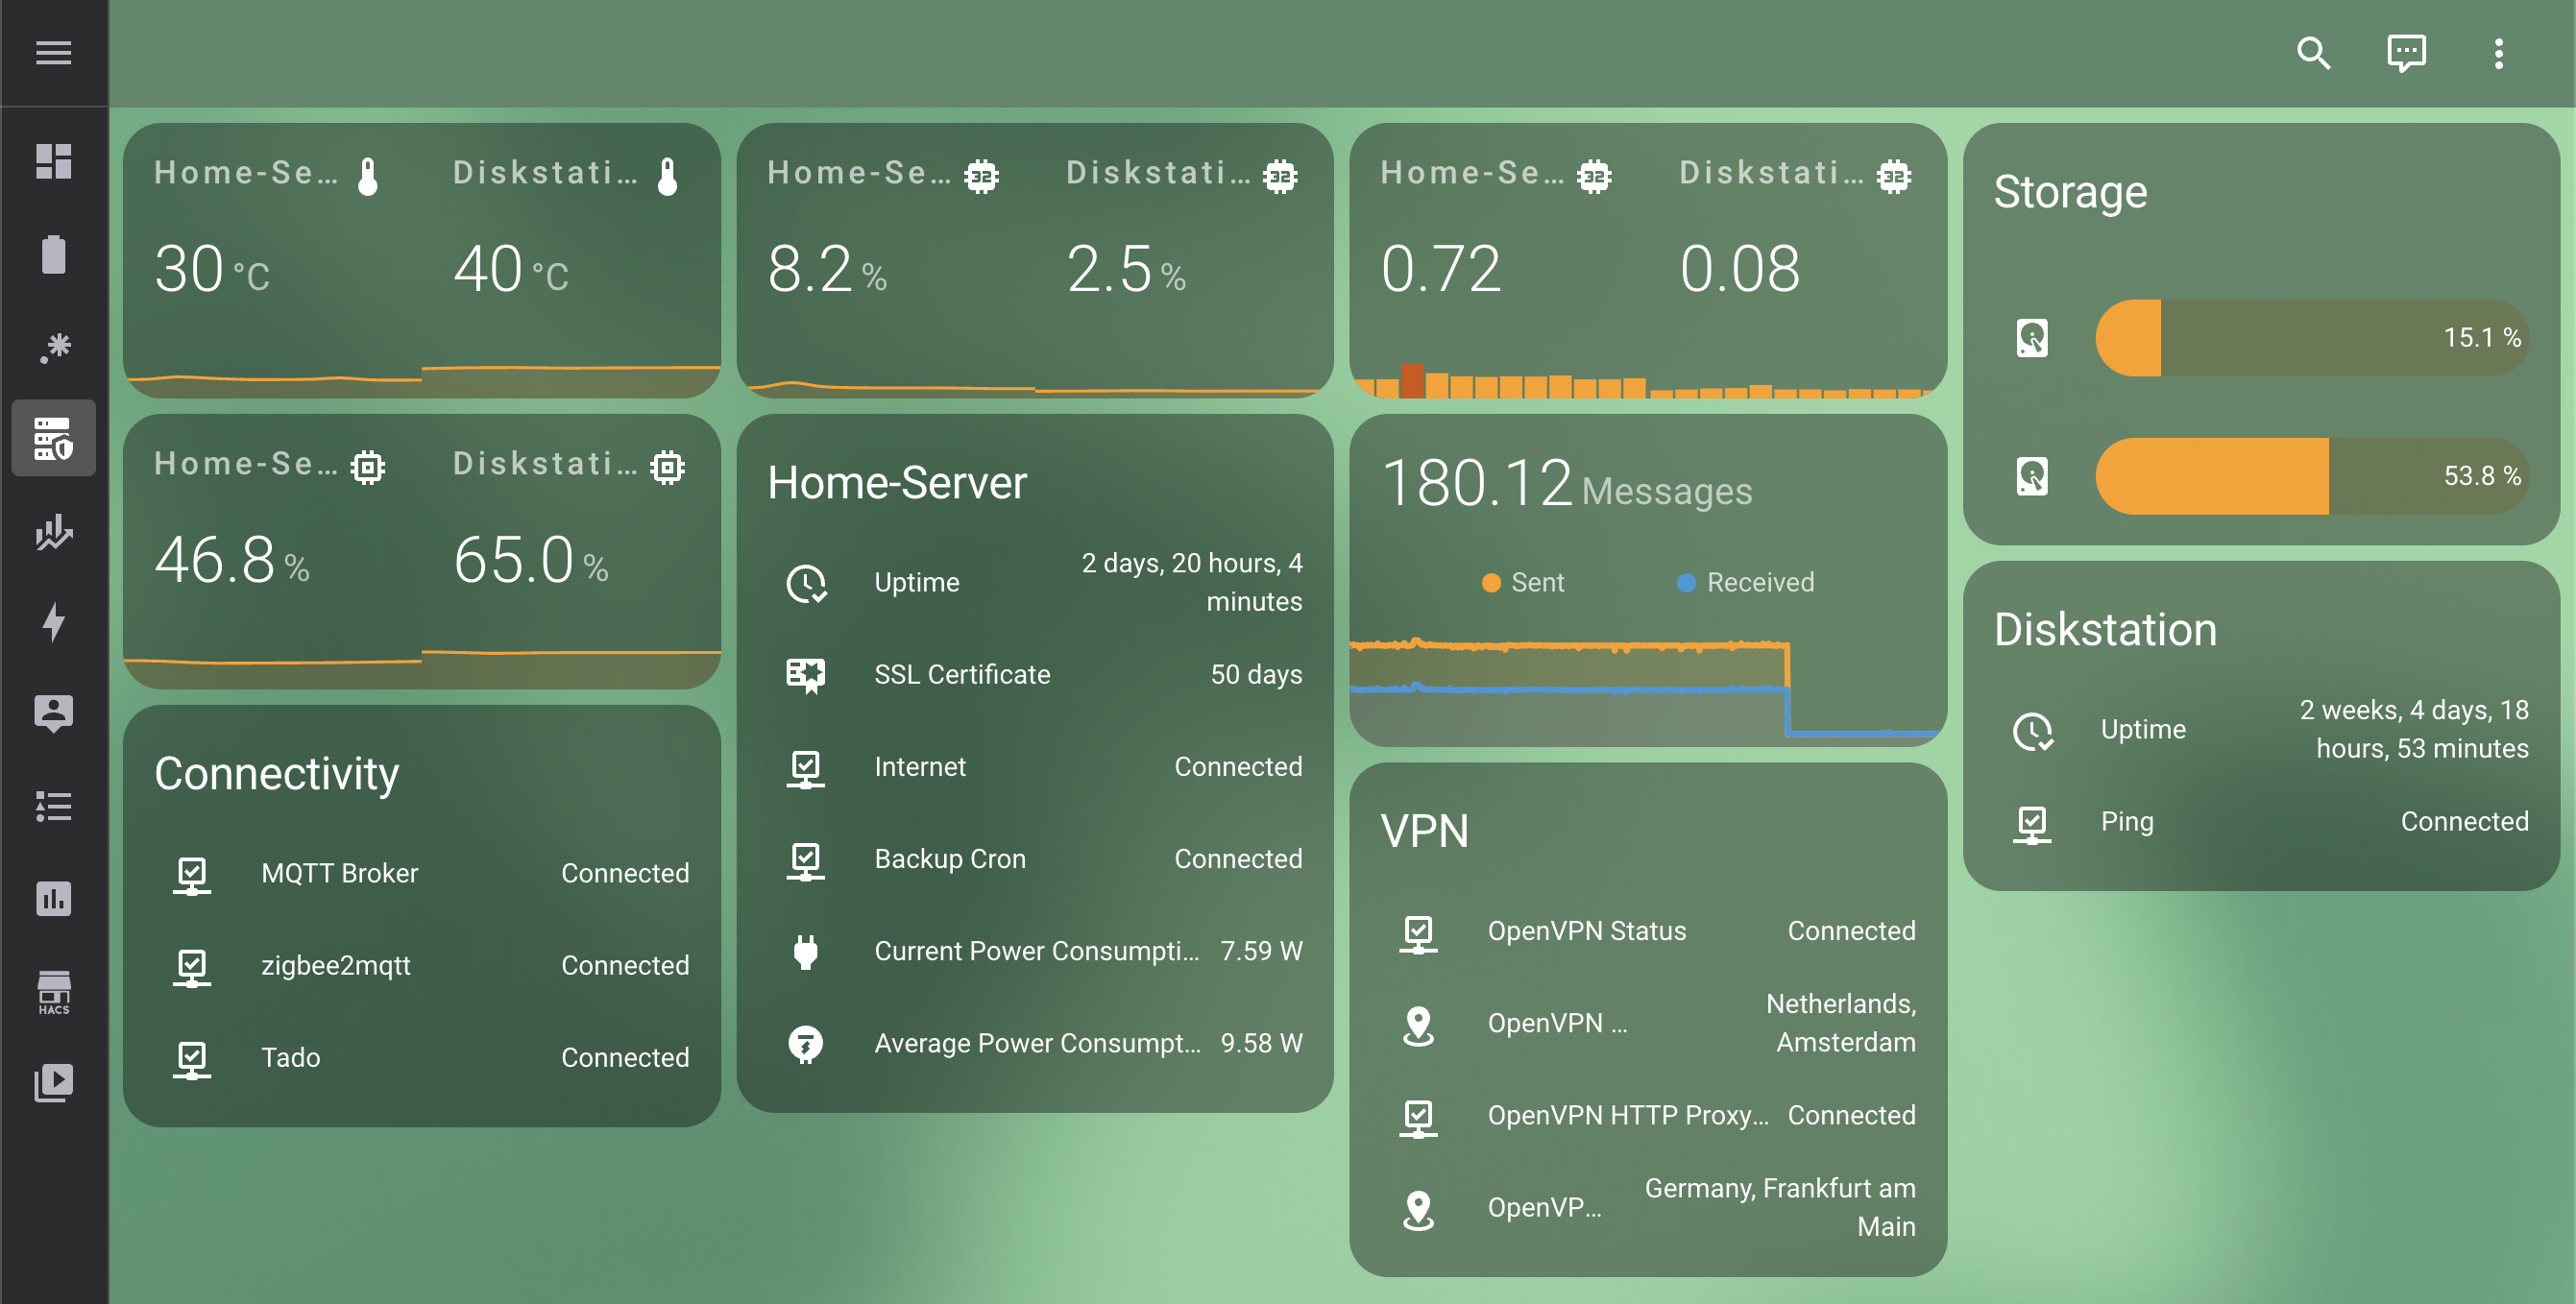 HACS
Home-Se...
Diskstati...
30 °C
40 °C
Home-Se...
32
Diskstati...
32
8.2 %
2.5 %
Home-Se...
32
Diskstati...
32
0.72
0.08
Storage
15.1 %
53.8 %
Home-Se...
Diskstati...
46.8 %
65.0 %
Connectivity
MQTT Broker
Connected
zigbee2mqtt
Connected
Tado
Connected
Home-Server
Uptime
2 days, 20 hours, 4
minutes
SSL Certificate
50 days
Internet
Connected
Backup Cron
Connected
Current Power Consumpti...
7.59 W
Average Power Consumpt...
9.58 W
180.12 Messages
Sent
Received
VPN
OpenVPN Status
Connected
OpenVPN ...
Netherlands,
Amsterdam
OpenVPN HTTP Proxy...
Connected
OpenVP...
Germany, Frankfurt am
Main
Diskstation
Uptime
2 weeks, 4 days, 18
hours, 53 minutes
Ping
Connected